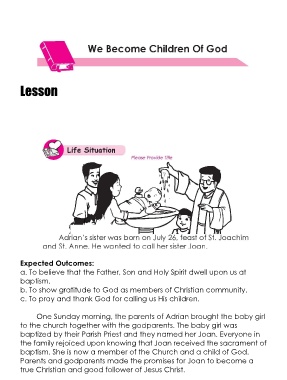 We Become Children Of God
Lesson
Life Situation
Please Provide Title
Adrian's sister was born on July 26, feast of St. Joachim
and St. Anne. He wanted to call her sister Joan.
Expected Outcomes:
a. To believe that the Father, Son and Holy Spirit dwell upon us at
baptism.
b. To show gratitude to God as members of Christian community.
c. To pray and thank God for calling us His children.
One Sunday morning, the parents of Adrian brought the baby girl
to the church together with the godparents. The baby girl was
baptized by their Parish Priest and they named her Joan. Everyone in
the family rejoiced upon knowing that Joan received the sacrament of
baptism. She is now a member of the Church and a child of God.
Parents and godparents made the promises for Joan to become a
true Christian and good follower of Jesus Christ.